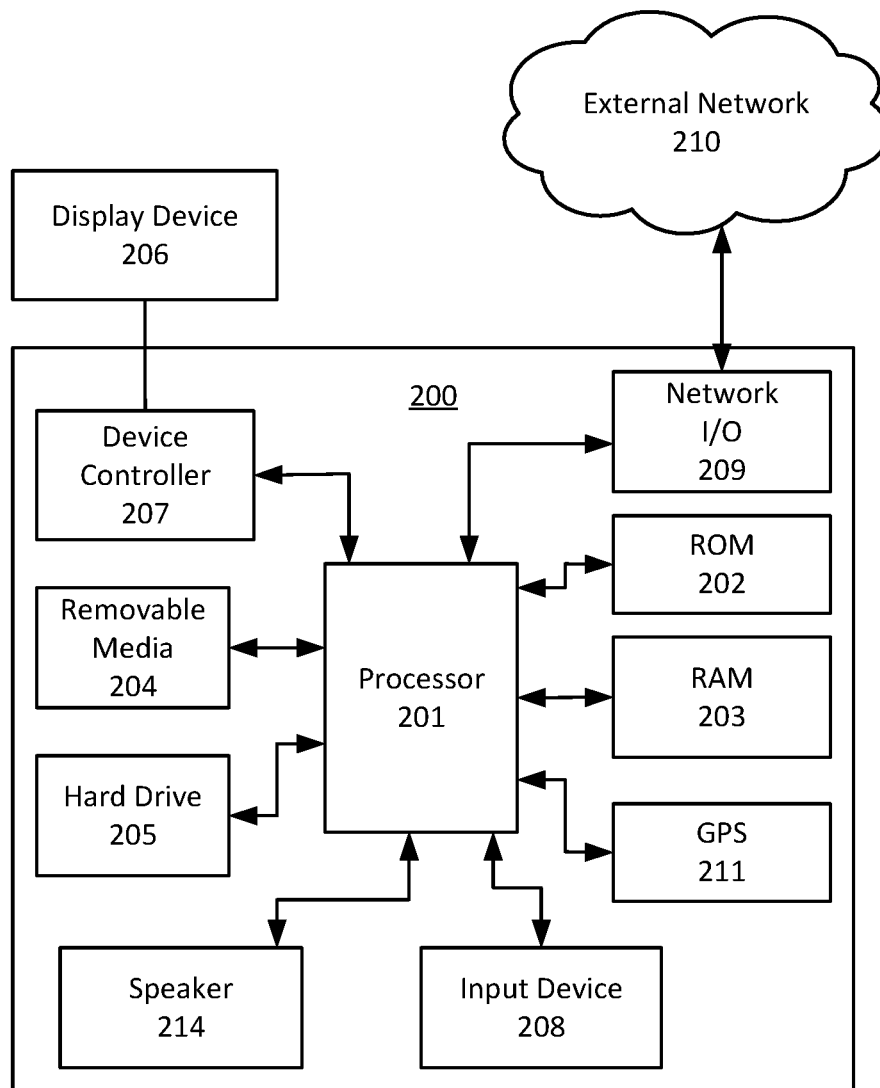 External Network
210
Display Device
206
200
Network
I/O
209
Device
Controller
207
ROM
202
Removable
Media
204
Processor
201
RAM
203
Hard Drive
205
GPS
211
Speaker
214
Input Device
208